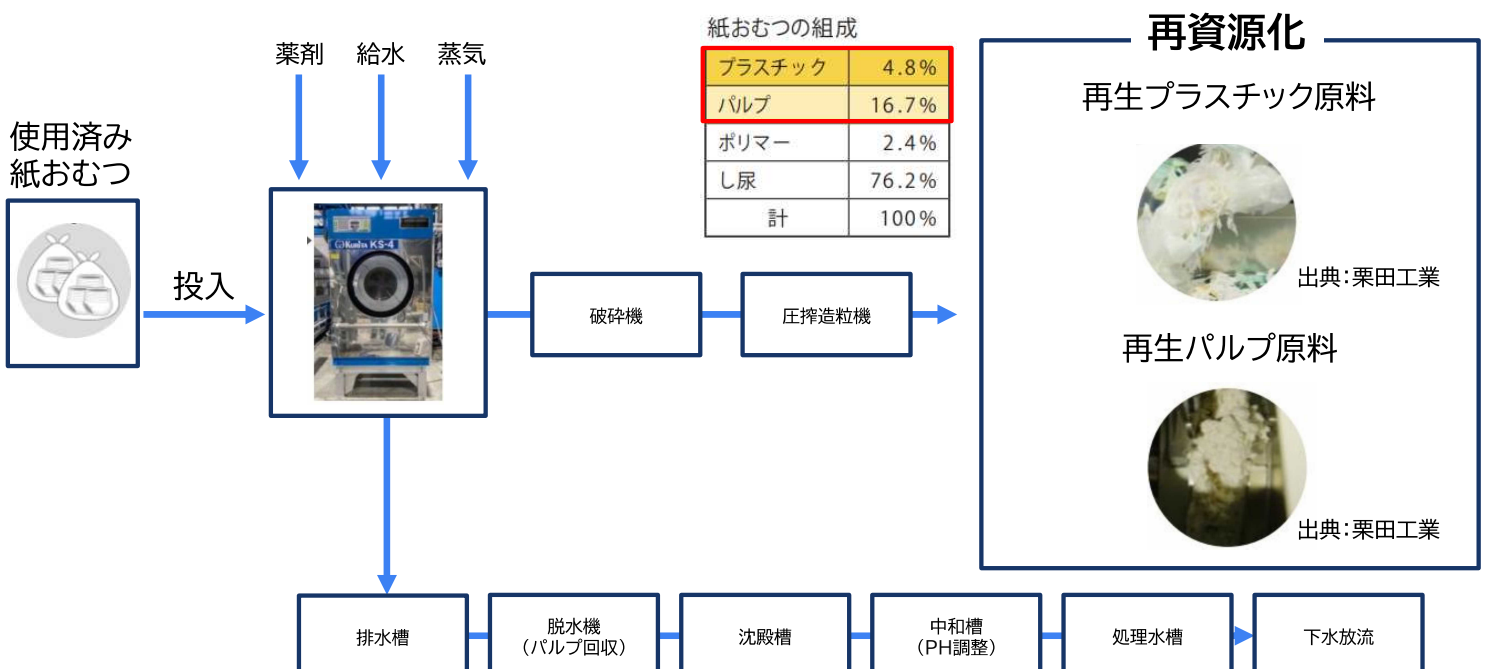 薬剤 給水 蒸気
使用済み
紙おむつ
投入
Kurita KS-4
破砕機
圧搾造粒機
紙おむつの組成
プラスチック 4.8%
パルプ 16.7%
ポリマー 2.4%
し尿 76.2%
計 100%
再資源化
再生プラスチック原料
出典：栗田工業
再生パルプ原料
出典：栗田工業
排水槽
脱水機
（パルプ回収）
沈殿槽
中和槽
（PH調整）
処理水槽
下水放流